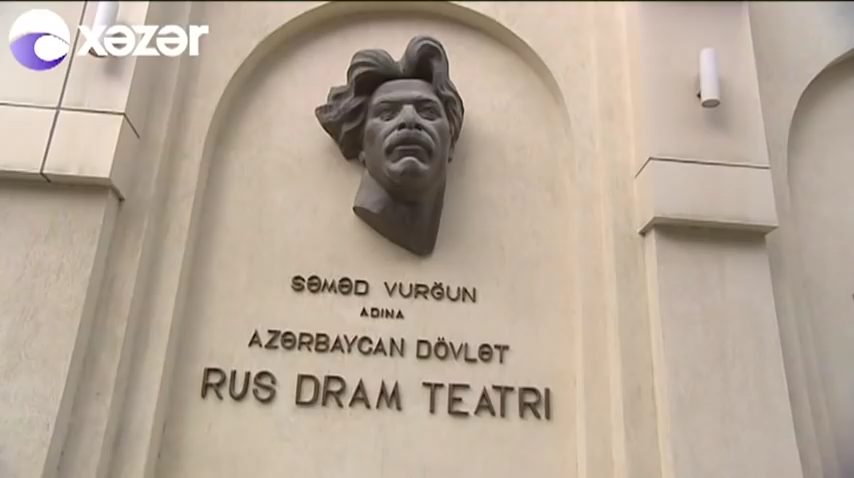 xəzər
SƏMƏD VURĞUN
ADINA
AZƏRBAYCAN DÖVLƏT
RUS DRAM TEATRI